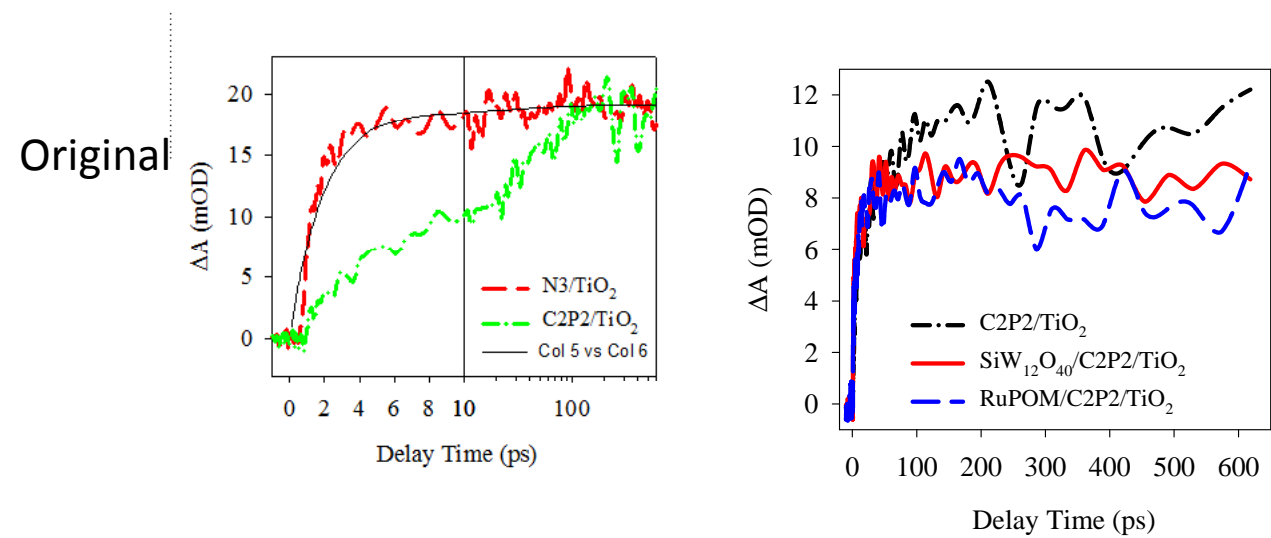 Original
ΔA (mOD)
20
15
10
5
0
N3/TiO₂
C2P2/TiO₂
Col 5 vs Col 6
0 2 4 6 8 10 100
Delay Time (ps)
ΔA (mOD)
12
10
8
6
4
2
0
C2P2/TiO₂
SiW₁₂O₄₀/C2P2/TiO₂
RuPOM/C2P2/TiO₂
0 100 200 300 400 500 600
Delay Time (ps)